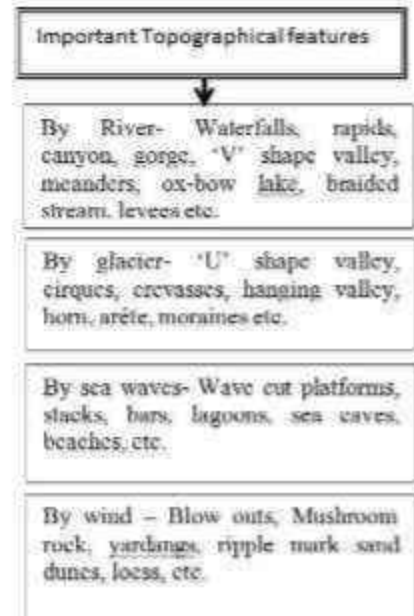 Important Topographical features
By River- Waterfalls, rapids,
canyon, gorge, 'V' shape valley,
meanders, ox-bow lake, braided
stream, levees etc.
By glacier- 'U' shape valley,
cirques, crevasses, hanging valley,
horn, arête, moraines etc.
By sea waves- Wave cut platforms,
stacks, bars, lagoons, sea caves,
beaches, etc.
By wind – Blow outs, Mushroom
rock, yardangs, ripple mark sand
dunes, loess, etc.